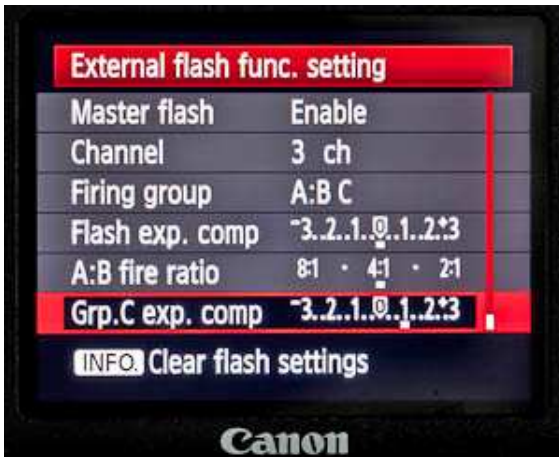 External flash func. setting
Master flash Enable
Channel 3 ch
Firing group A:B C
Flash exp. comp -3..2..1..0..1..2..+3
A:B fire ratio 8:1 · 4:1 · 2:1
Grp.C exp. comp -3..2..1..0..1..2..+3
INFO. Clear flash settings
Canon